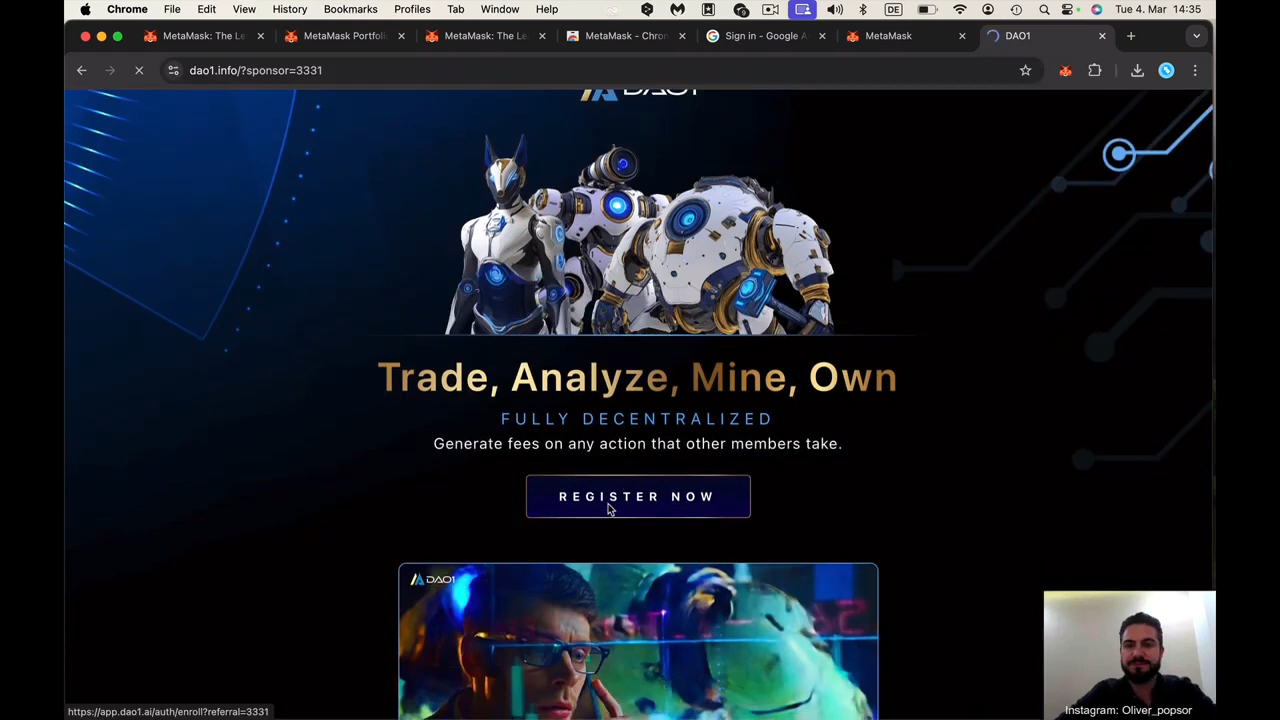 Chrome File Edit View History Bookmarks Profiles Tab Window Help DE Tue 4. Mar 14:35
MetaMask: The Le MetaMask Portfoli MetaMask: The Le MetaMask - Chron Sign in - Google A MetaMask DAO1
dao1.info/?sponsor=3331
DAO1
Trade, Analyze, Mine, Own
FULLY DECENTRALIZED
Generate fees on any action that other members take.
REGISTER NOW
DAO1
https://app.dao1.ai/auth/enroll?referral=3331
Instagram: Oliver_popsor